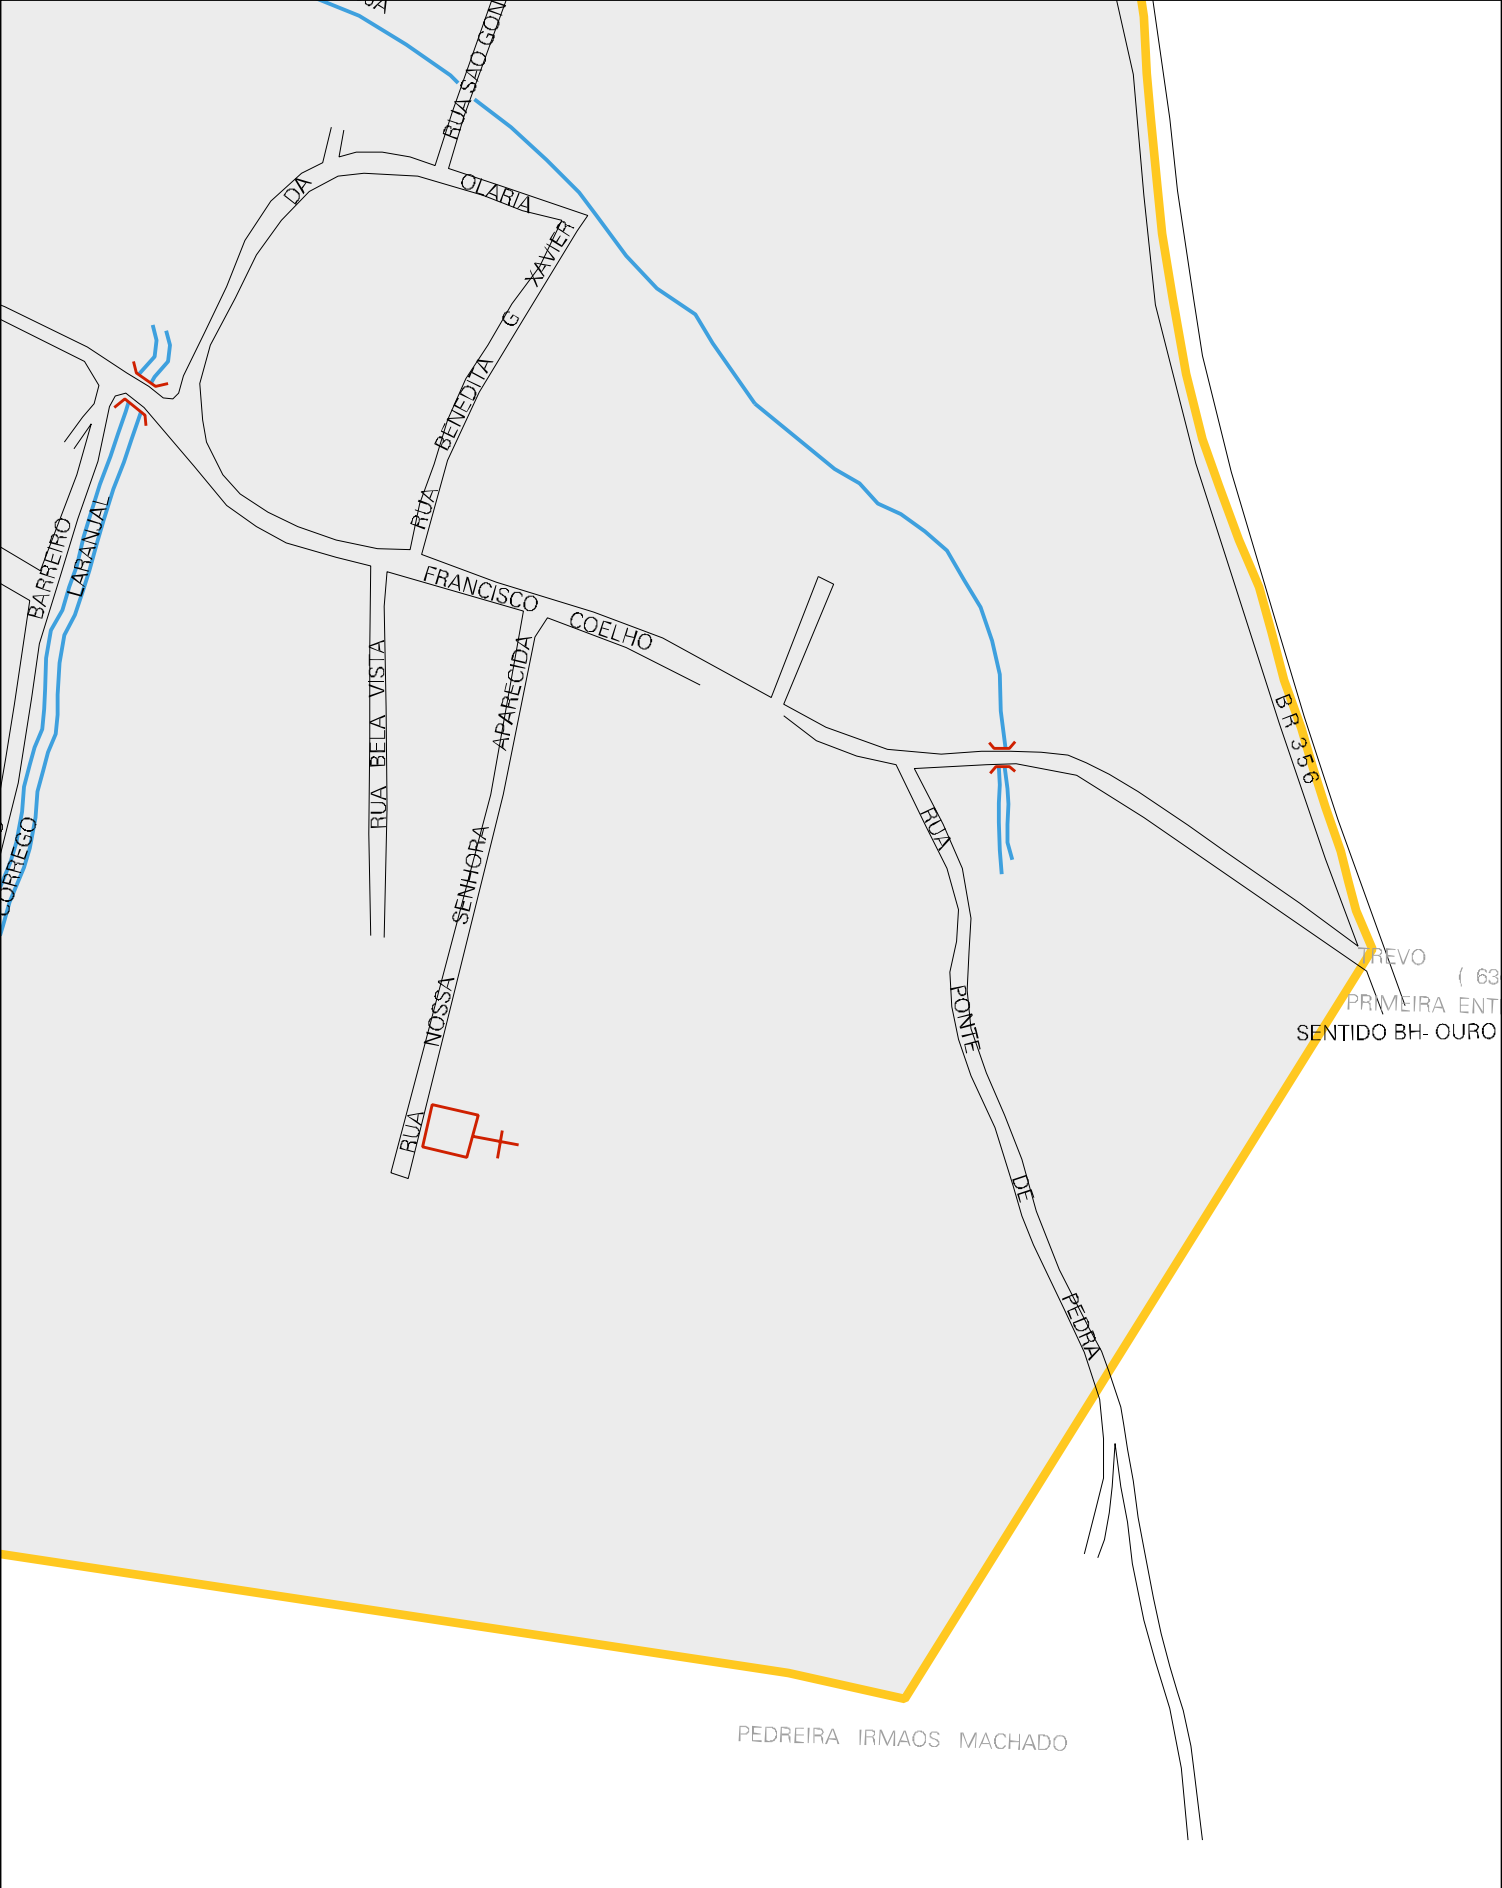 RUA SAO GON
DA
OLARIA
RUA BENEDITA G XAVIER
BARREIRO
LARANJAL
FRANCISCO COELHO
RUA BELA VISTA
RUA NOSSA SENHORA APARECIDA
BR 356
RUA PONTE DE PEDRA
CORREGO
TREVO
( 63
PRIMEIRA ENT
SENTIDO BH- OURO
PEDREIRA IRMAOS MACHADO